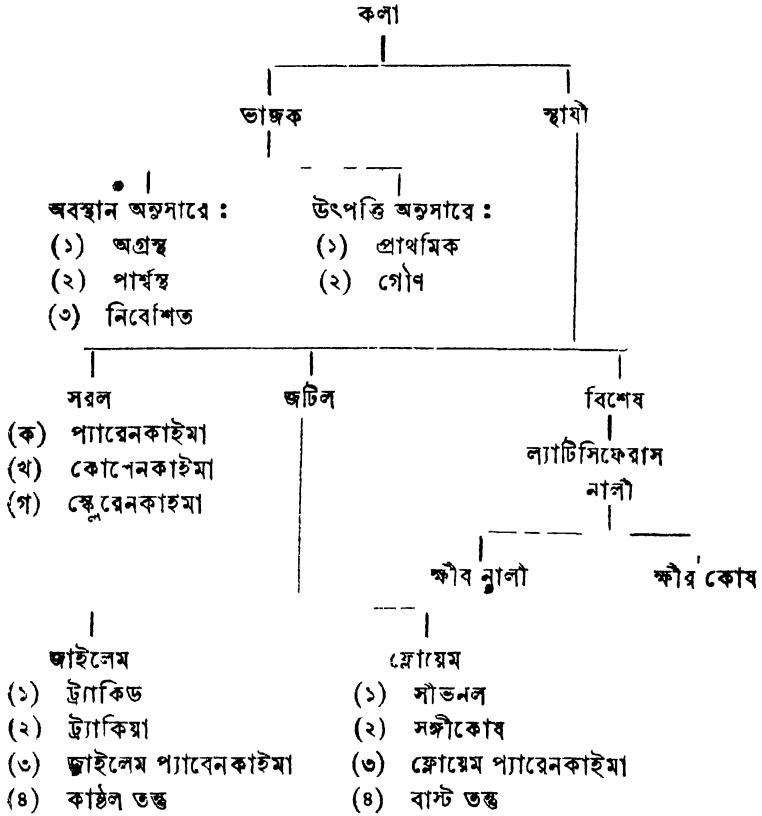 কলা
ভাজক
স্থায়ী
অবস্থান অনুসারে :
(১) অগ্রস্থ
(২) পার্শ্বস্থ
(৩) নিবেশিত
উৎপত্তি অনুসারে :
(১) প্রাথমিক
(২) গৌণ
সরল
(ক) প্যারেনকাইমা
(খ) কোলেনকাইমা
(গ) স্ক্লেরেনকাইমা
জটিল
বিশেষ
ল্যাটিসিফেরাস
নালী
ক্ষীর নালী
ক্ষীর কোষ
জাইলেম
(১) ট্র্যাকিড
(২) ট্র্যাকিয়া
(৩) জাইলেম প্যারেনকাইমা
(৪) কাষ্ঠল তন্তু
ফ্লোয়েম
(১) সীভনল
(২) সঙ্গীকোষ
(৩) ফ্লোয়েম প্যারেনকাইমা
(৪) বাস্ট তন্তু